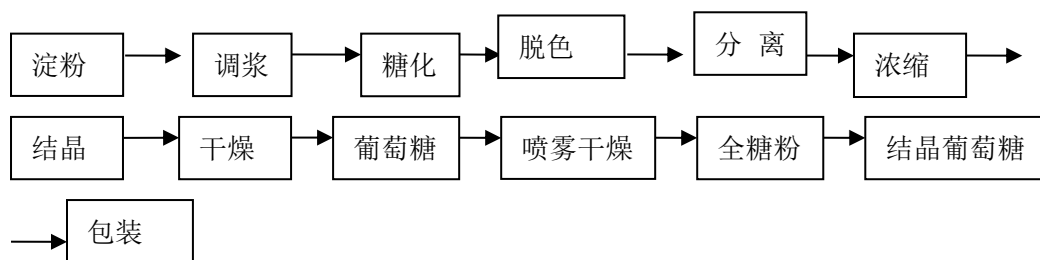 淀粉 调浆 糖化 脱色 分 离 浓缩
结晶 干燥 葡萄糖 喷雾干燥 全糖粉 结晶葡萄糖
包装